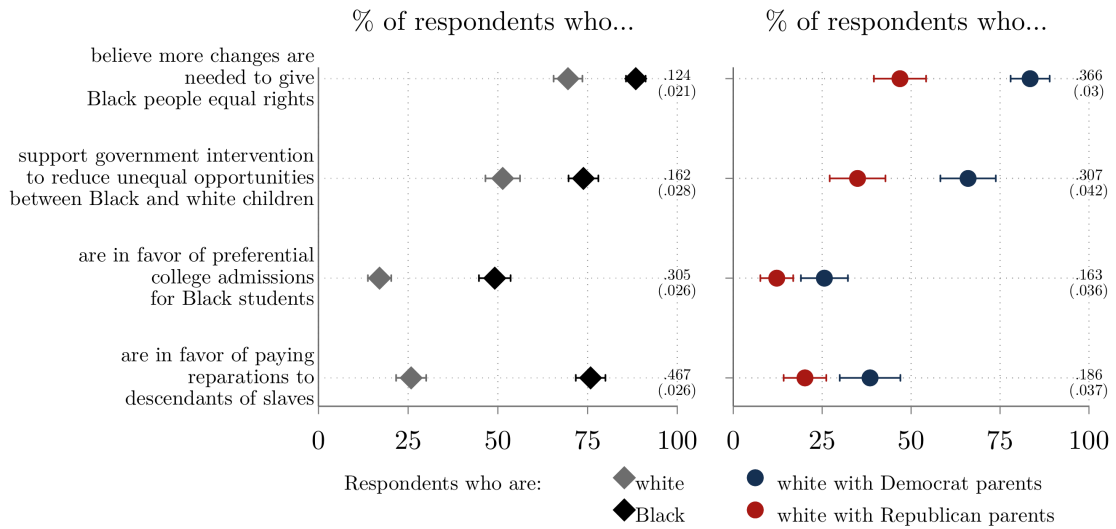 % of respondents who...
% of respondents who...
believe more changes are
needed to give
Black people equal rights
.124
(.021)
.366
(.03)
support government intervention
to reduce unequal opportunities
between Black and white children
.162
(.028)
.307
(.042)
are in favor of preferential
college admissions
for Black students
.305
(.026)
.163
(.036)
are in favor of paying
reparations to
descendants of slaves
.467
(.026)
.186
(.037)
0 25 50 75 100
0 25 50 75 100
Respondents who are:
white
Black
white with Democrat parents
white with Republican parents